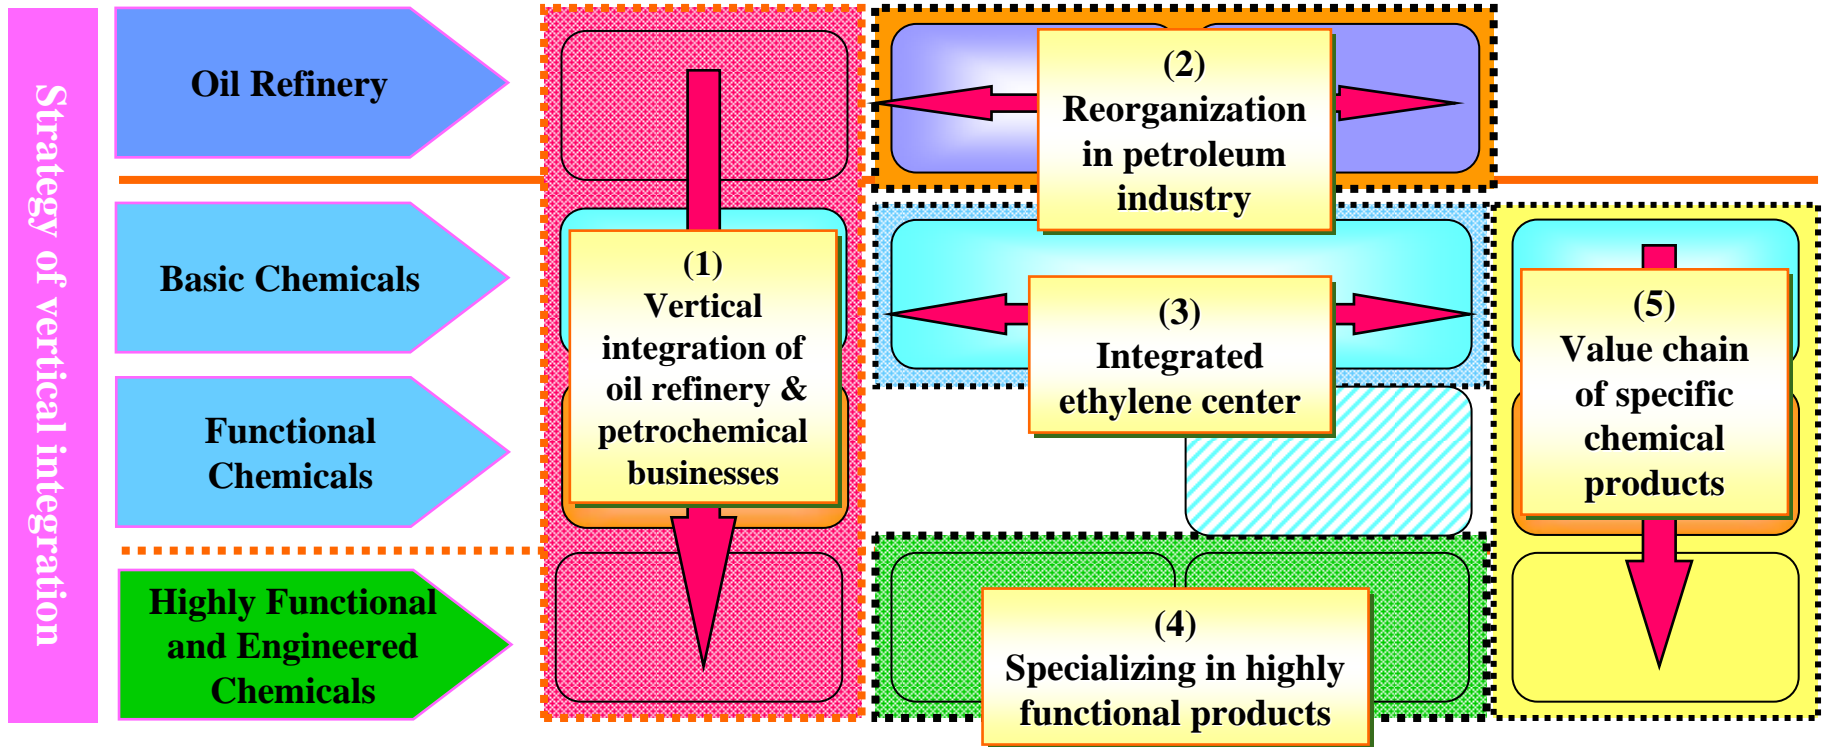 Strategy of vertical integration
Oil Refinery
Basic Chemicals
Functional
Chemicals
Highly Functional
and Engineered
Chemicals
(1)
Vertical
integration of
oil refinery &
petrochemical
businesses
(2)
Reorganization
in petroleum
industry
(3)
Integrated
ethylene center
(4)
Specializing in highly
functional products
(5)
Value chain
of specific
chemical
products